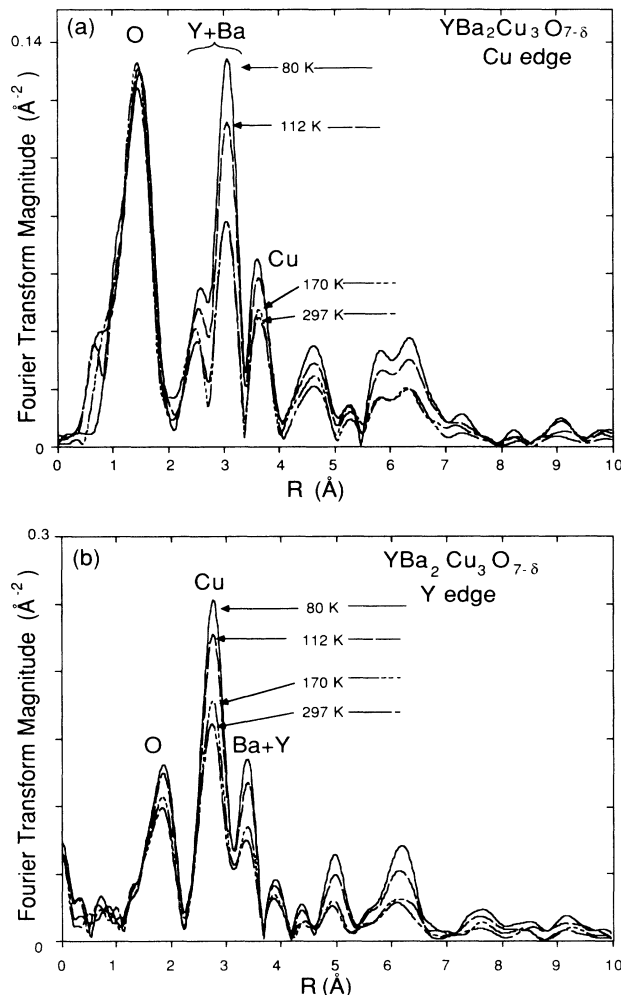 (a)
YBa2Cu3O7-δ
Cu edge
0.14
O
Y+Ba
80 K
112 K
Cu
170 K
297 K
Fourier Transform Magnitude (Å-2)
0
0 1 2 3 4 5 6 7 8 9 10
R (Å)
(b)
YBa2Cu3O7-δ
Y edge
0.3
Cu
80 K
112 K
170 K
297 K
O
Ba+Y
Fourier Transform Magnitude (Å-2)
0
0 1 2 3 4 5 6 7 8 9 10
R (Å)